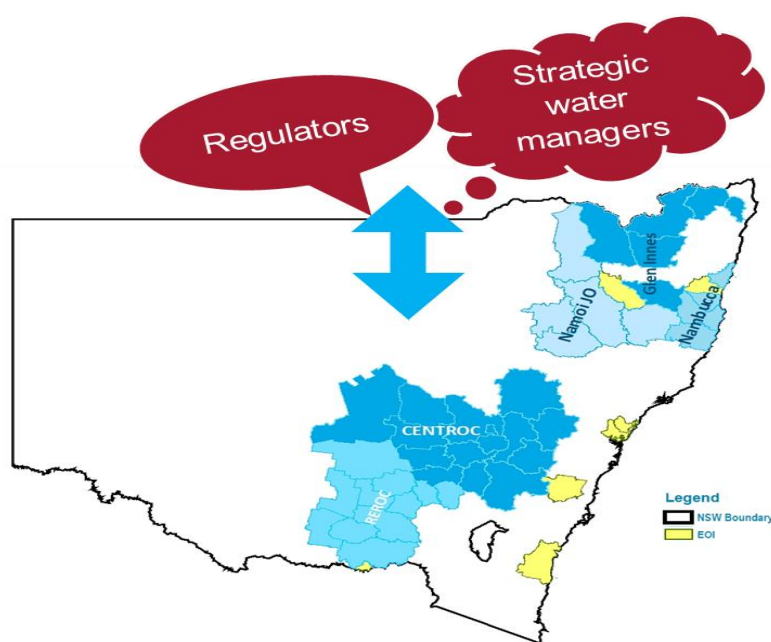 Regulators
Strategic
water
managers
Glen Innes
Namoi JO
Nambucca
CENTROC
REROC
Legend
NSW Boundary
EOI